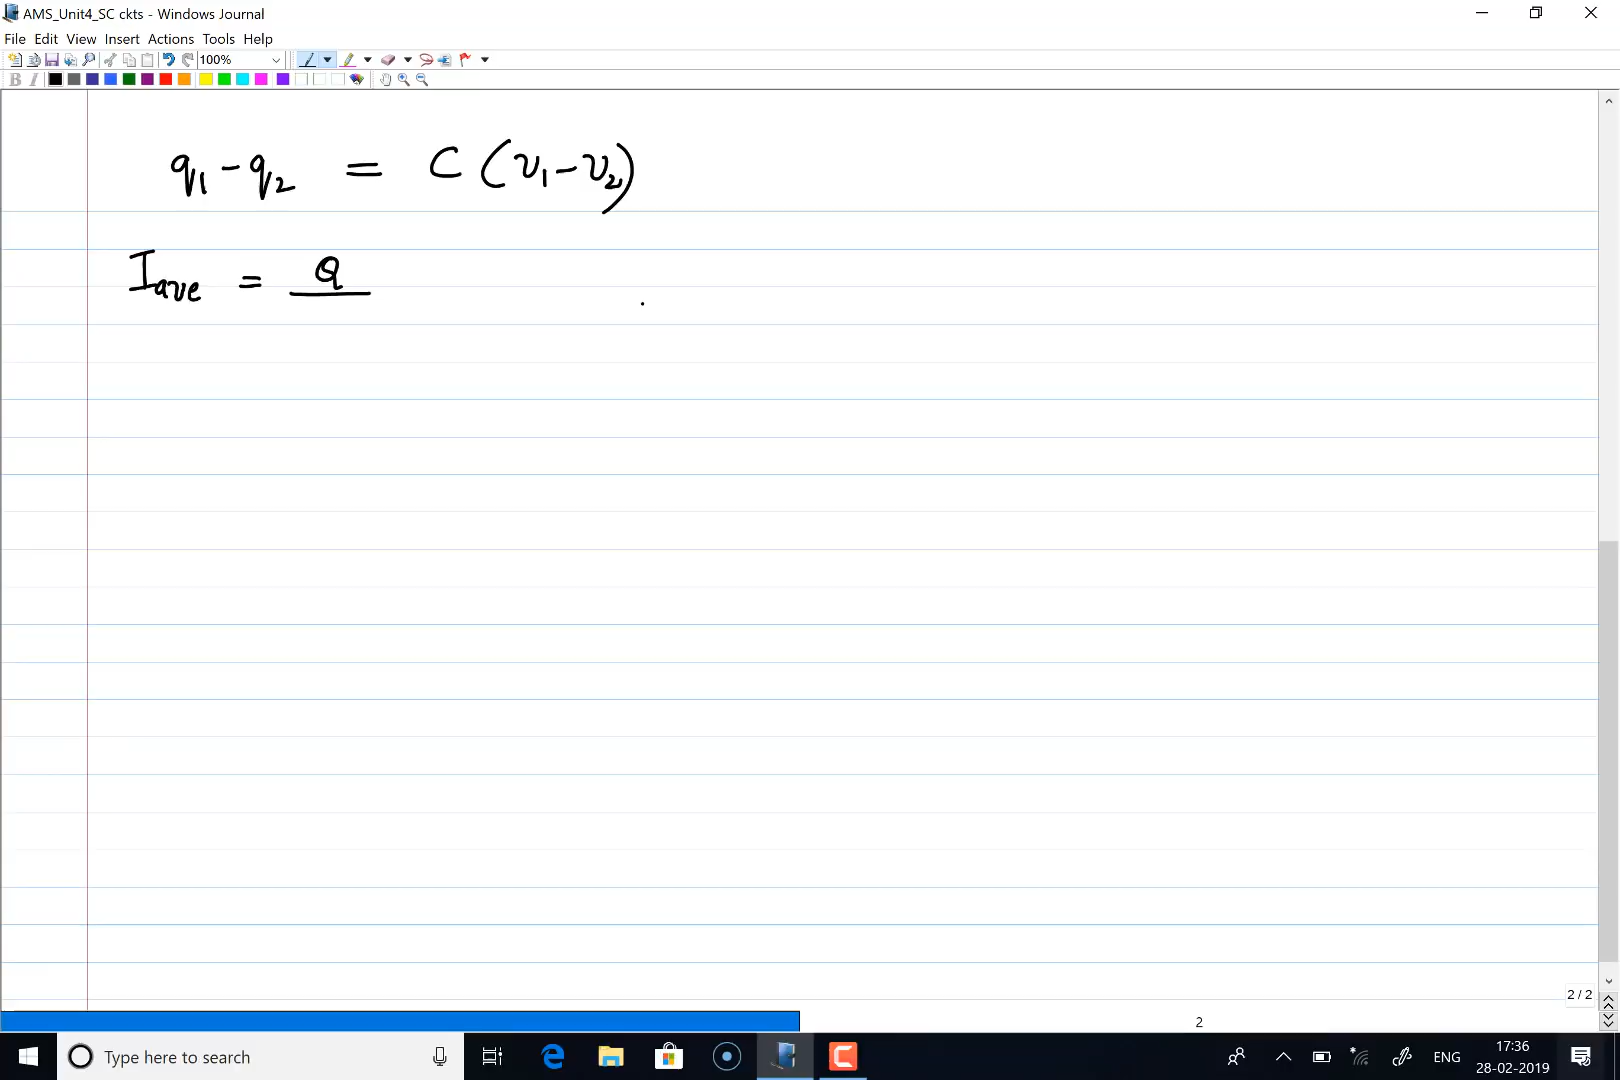 AMS_Unit4_SC ckts - Windows Journal
File Edit View Insert Actions Tools Help
100%
B I
q₁ - q₂ = C (v₁ - v₂)
Iave = Q
2 / 2
2
Type here to search
ENG
17:36
28-02-2019